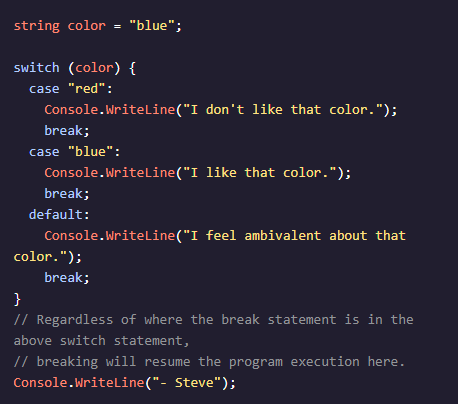 string color = "blue";

switch (color) {
  case "red":
    Console.WriteLine("I don't like that color.");
    break;
  case "blue":
    Console.WriteLine("I like that color.");
    break;
  default:
    Console.WriteLine("I feel ambivalent about that
color.");
    break;
}
// Regardless of where the break statement is in the
above switch statement,
// breaking will resume the program execution here.
Console.WriteLine("- Steve");